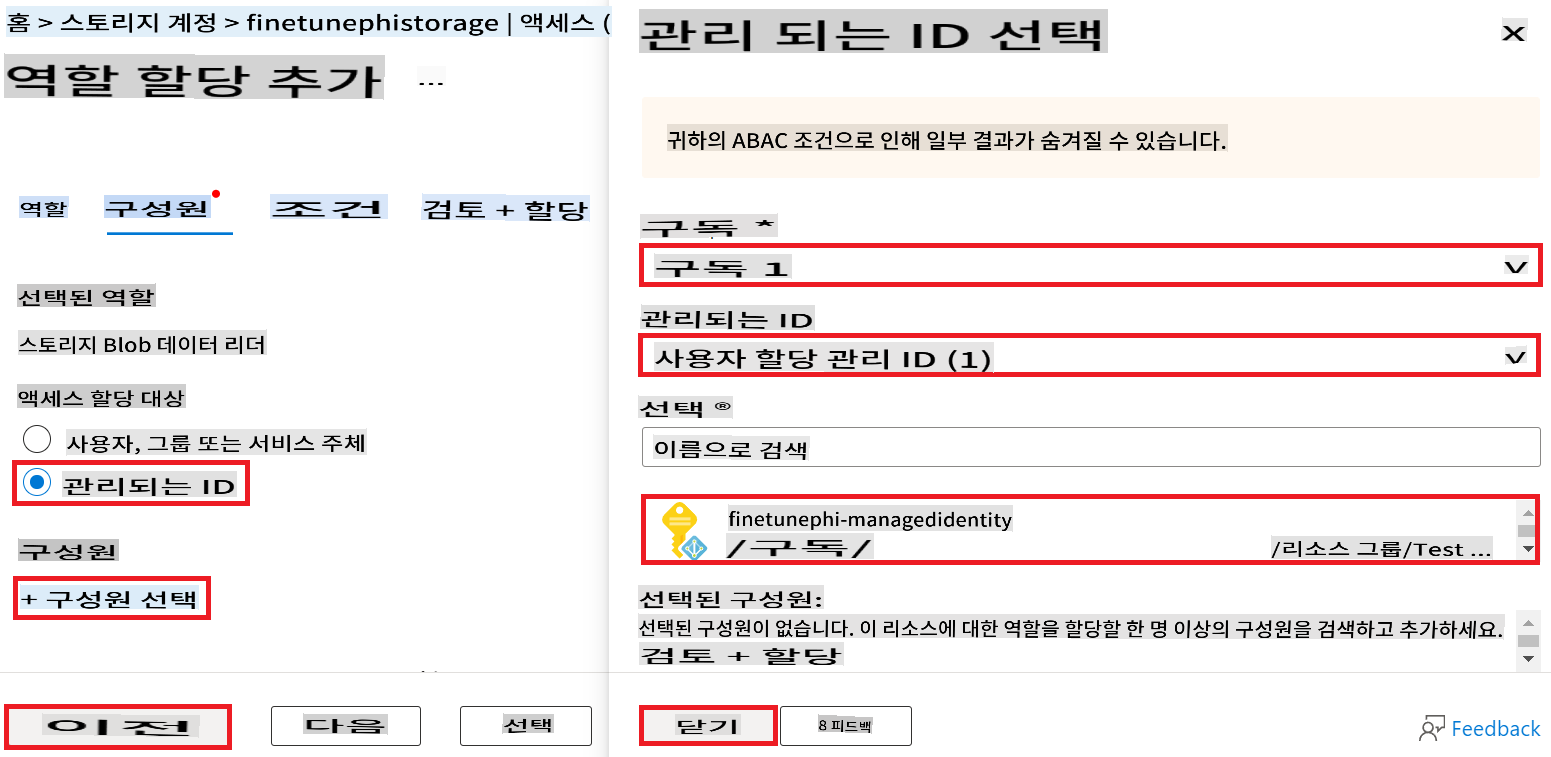 홈 > 스토리지 계정 > finetunephistorage | 액세스 (
역할 할당 추가 ...
역할 구성원 조건 검토 + 할당
선택된 역할
스토리지 Blob 데이터 리더
액세스 할당 대상
사용자, 그룹 또는 서비스 주체
관리되는 ID
구성원
+ 구성원 선택
이전 다음 선택
관리 되는 ID 선택
귀하의 ABAC 조건으로 인해 일부 결과가 숨겨질 수 있습니다.
구독 *
구독 1
관리되는 ID
사용자 할당 관리 ID (1)
선택 ®
이름으로 검색
finetunephi-managedidentity
/구독/ /리소스 그룹/Test ...
선택된 구성원:
선택된 구성원이 없습니다. 이 리소스에 대한 역할을 할당할 한 명 이상의 구성원을 검색하고 추가하세요.
검토 + 할당
닫기 8 피드백 Feedback